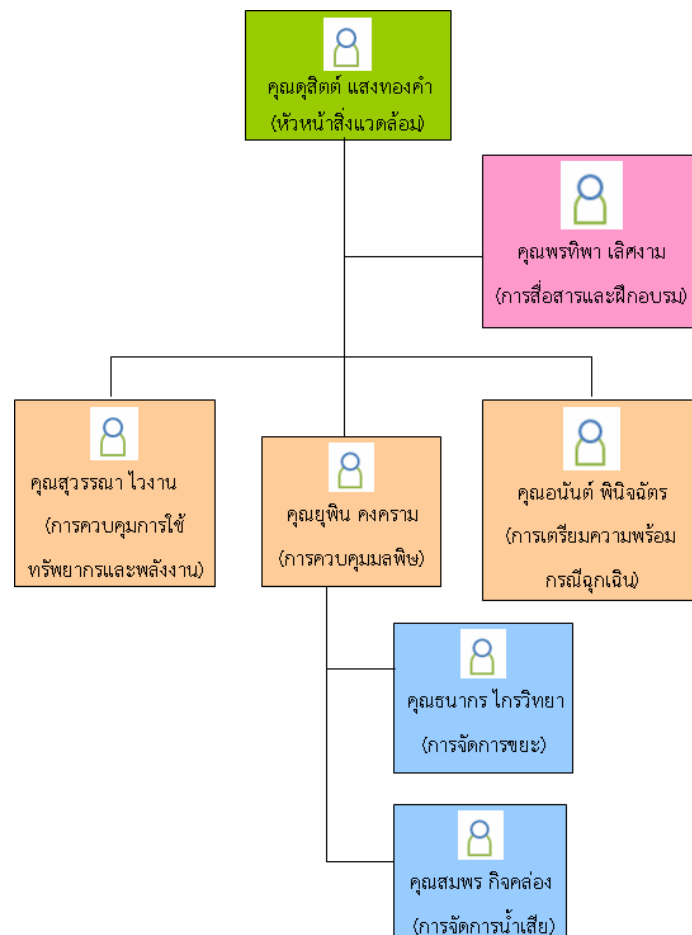 คุณดุสิตต์ แสงทองคำ
(หัวหน้าสิ่งแวดล้อม)
คุณพรทิพา เลิศงาม
(การสื่อสารและฝึกอบรม)
คุณสุวรรณา ไวงาน
(การควบคุมการใช้
ทรัพยากรและพลังงาน)
คุณยุพิน คงคราม
(การควบคุมมลพิษ)
คุณอนันต์ พินิจฉัตร
(การเตรียมความพร้อม
กรณีฉุกเฉิน)
คุณธนากร ไกรวิทยา
(การจัดการขยะ)
คุณสมพร กิจคล่อง
(การจัดการน้ำเสีย)